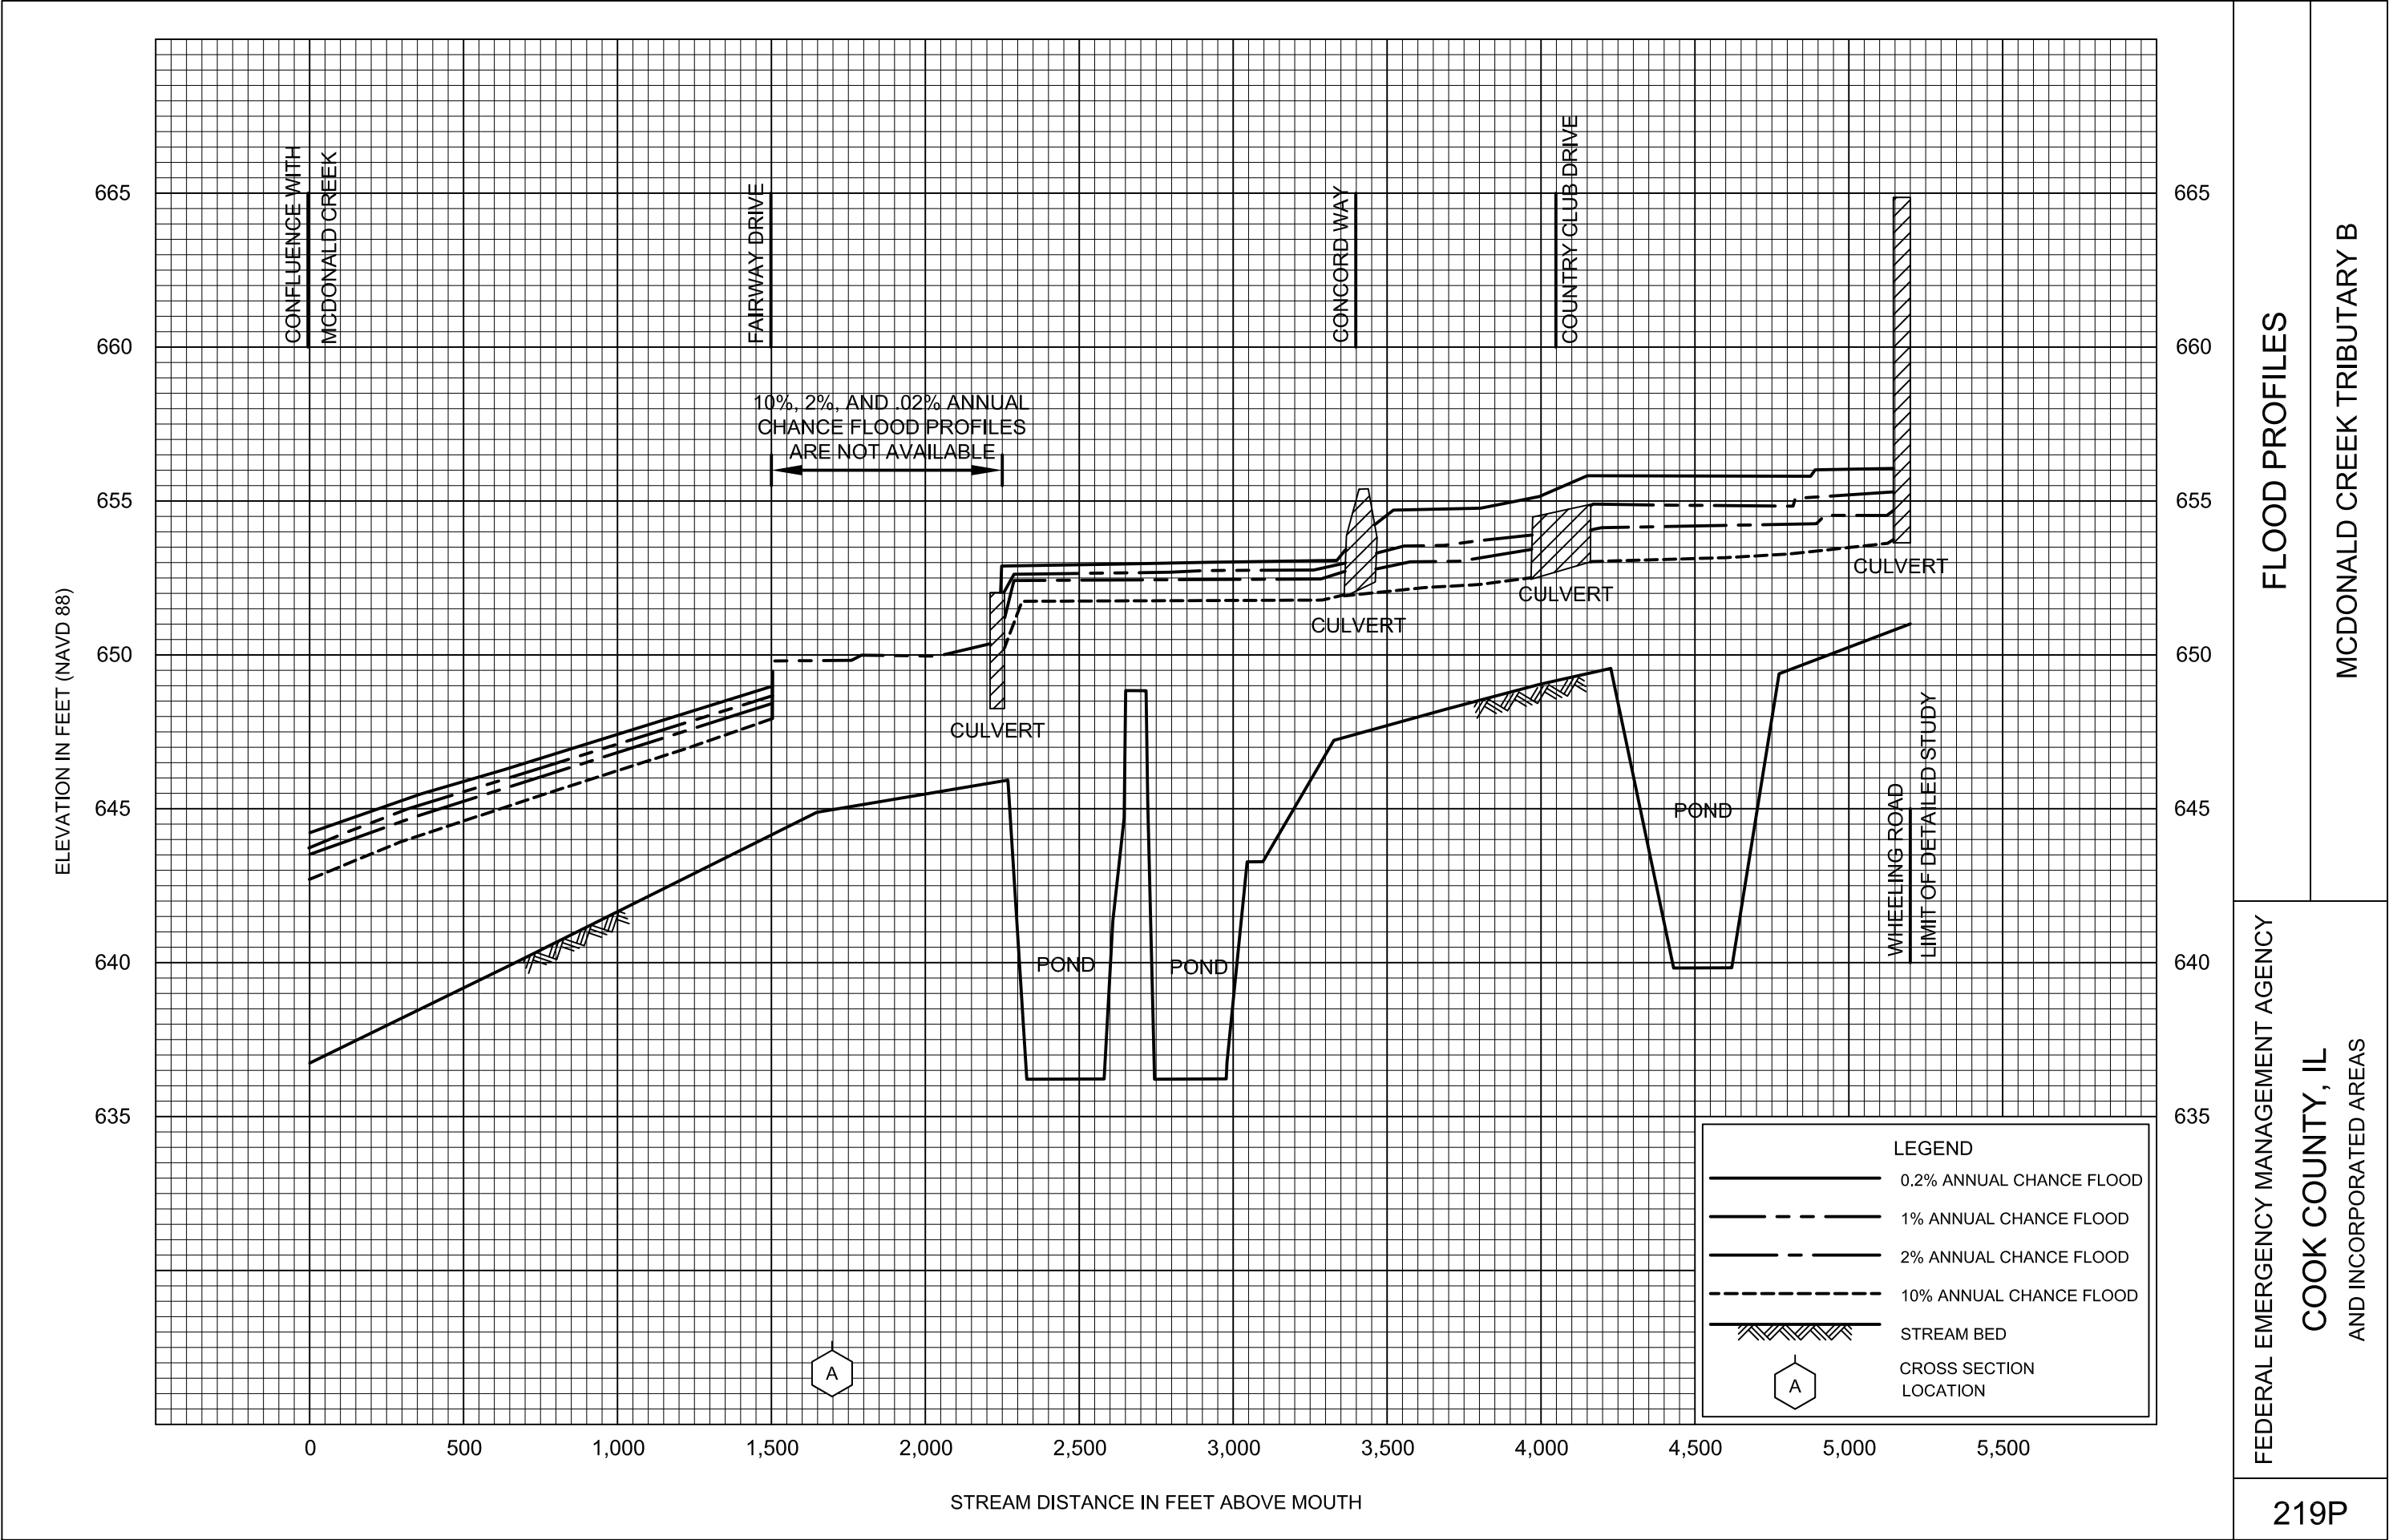 CONFLUENCE WITH
MCDONALD CREEK
FAIRWAY DRIVE
CONCORD WAY
COUNTRY CLUB DRIVE
665
660
655
650
645
640
635
ELEVATION IN FEET (NAVD 88)
10%, 2%, AND .02% ANNUAL
CHANCE FLOOD PROFILES
ARE NOT AVAILABLE
CULVERT
CULVERT
CULVERT
CULVERT
POND
POND
POND
WHEELING ROAD
LIMIT OF DETAILED STUDY
665
660
655
650
645
640
635
A
LEGEND
0.2% ANNUAL CHANCE FLOOD
1% ANNUAL CHANCE FLOOD
2% ANNUAL CHANCE FLOOD
10% ANNUAL CHANCE FLOOD
STREAM BED
A
CROSS SECTION
LOCATION
0
500
1,000
1,500
2,000
2,500
3,000
3,500
4,000
4,500
5,000
5,500
STREAM DISTANCE IN FEET ABOVE MOUTH
FLOOD PROFILES
MCDONALD CREEK TRIBUTARY B
FEDERAL EMERGENCY MANAGEMENT AGENCY
COOK COUNTY, IL
AND INCORPORATED AREAS
219P